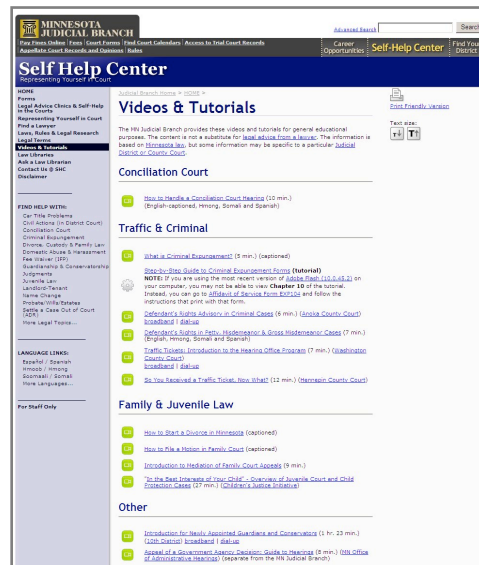 MINNESOTA
JUDICIAL BRANCH
Advanced Search
Search
Pay Fines Online | Fees | Court Forms | Find Court Calendars | Access to Trial Court Records
Appellate Court Records and Opinions | Rules
Career
Opportunities
Self-Help Center
Find Your
District
Self Help Center
Representing Yourself in Court
HOME
Forms
Legal Advice Clinics & Self-Help
in the Courts
Representing Yourself in Court
Find a Lawyer
Laws, Rules & Legal Research
Legal Terms
Videos & Tutorials
Law Libraries
Ask a Law Librarian
Contact Us @ SHC
Disclaimer
FIND HELP WITH:
Car Title Problems
Civil Actions (in District Court)
Conciliation Court
Criminal Expungement
Divorce, Custody & Family Law
Domestic Abuse & Harassment
Fee Waiver (IFP)
Guardianship & Conservatorship
Judgments
Juvenile Law
Landlord-Tenant
Name Change
Probate/Wills/Estates
Settle a Case Out of Court
(ADR)
More Legal Topics...
LANGUAGE LINKS:
Español / Spanish
Hmoob / Hmong
Soomaali / Somali
More Languages...
For Staff Only
Judicial Branch Home > HOME >
Videos & Tutorials
The MN Judicial Branch provides these videos and tutorials for general educational
purposes. The content is not a substitute for legal advice from a lawyer. The information is
based on Minnesota law, but some information may be specific to a particular Judicial
District or County Court.
Conciliation Court
How to Handle a Conciliation Court Hearing (10 min.)
(English-captioned, Hmong, Somali and Spanish)
Traffic & Criminal
What is Criminal Expungement? (5 min.) (captioned)
Step-by-Step Guide to Criminal Expungement Forms (tutorial)
NOTE: If you are using the most recent version of Adobe Flash (10.0.45.2) on
your computer, you may not be able to view Chapter 10 of the tutorial.
Instead, you can go to Affidavit of Service Form EXP104 and follow the
instructions that print with that form.
Defendant's Rights Advisory in Criminal Cases (6 min.) (Anoka County Court)
broadband | dial-up
Defendant's Rights in Petty, Misdemeanor & Gross Misdemeanor Cases (7 min.)
(English, Hmong, Somali and Spanish)
Traffic Tickets: Introduction to the Hearing Office Program (7 min.) (Washington
County Court)
broadband | dial-up
So You Received a Traffic Ticket, Now What? (12 min.) (Hennepin County Court)
Family & Juvenile Law
How to Start a Divorce in Minnesota (captioned)
How to File a Motion in Family Court (captioned)
Introduction to Mediation of Family Court Appeals (9 min.)
"In the Best Interests of Your Child" - Overview of Juvenile Court and Child
Protection Cases (27 min.) (Children's Justice Initiative)
Other
Introduction for Newly Appointed Guardians and Conservators (1 hr. 23 min.)
(10th District) broadband | dial-up
Appeal of a Government Agency Decision: Guide to Hearings (8 min.) (MN Office
of Administrative Hearings) (separate from the MN Judicial Branch)
Print Friendly Version
Text size:
T T